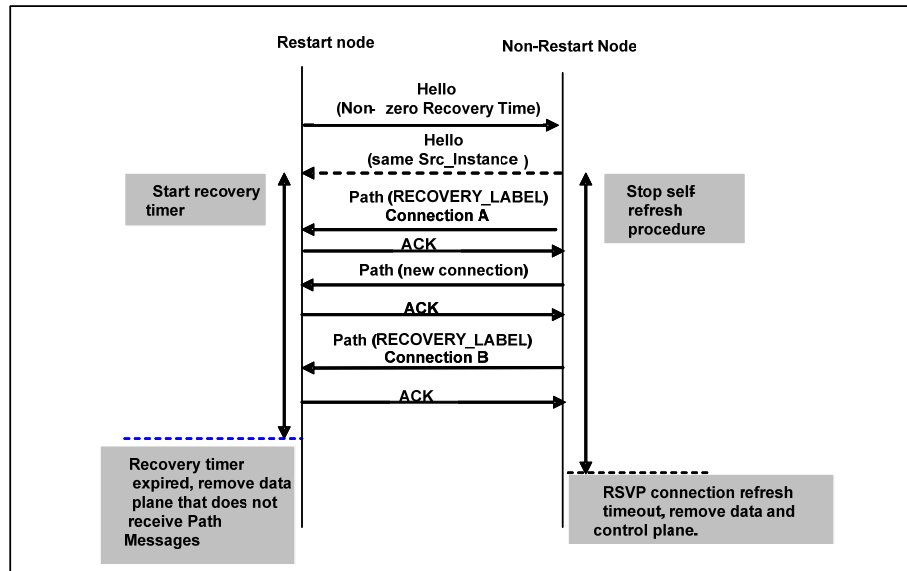 Restart node
Non-Restart Node
Hello
(Non- zero Recovery Time)
Hello
(same Src_Instance )
Start recovery
timer
Stop self-
refresh
procedure
Path (RECOVERY_LABEL)
Connection A
ACK
Path (new connection)
ACK
Path (RECOVERY_LABEL)
Connection B
ACK
Recovery timer
expired, remove data
plane that does not
receive Path
Messages
RSVP connection refresh
timeout, remove data and
control plane.